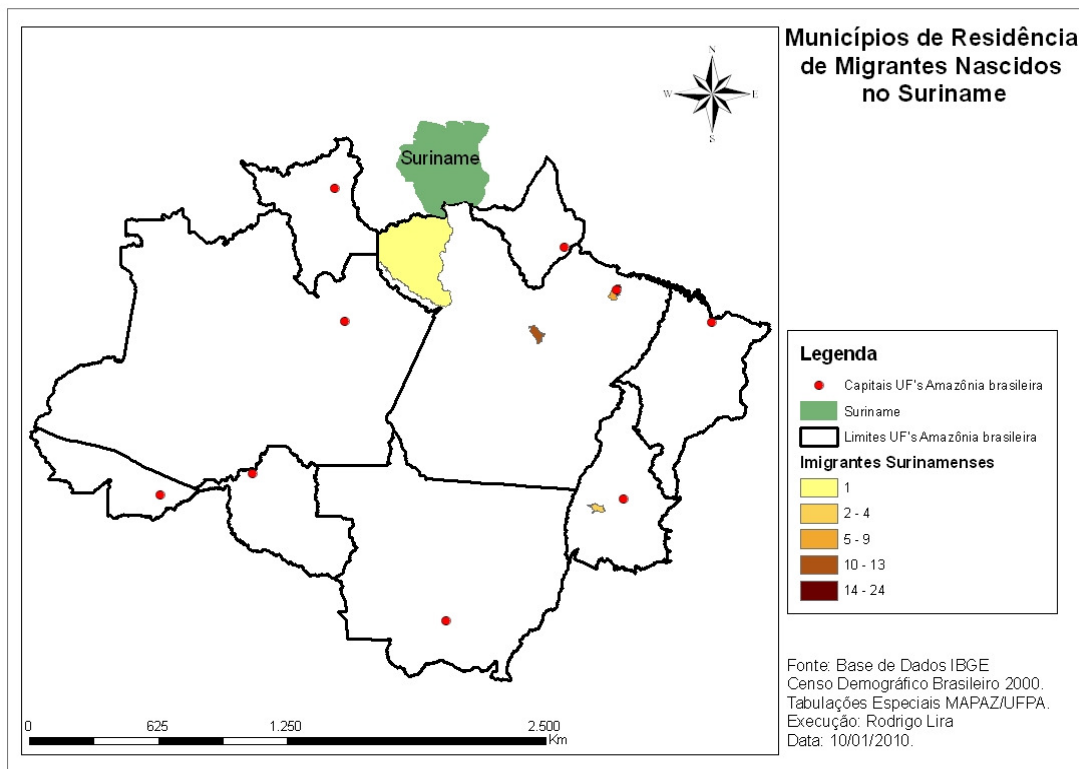 Municípios de Residência
de Migrantes Nascidos
no Suriname
N
W
E
S
Suriname
Legenda
Capitais UF's Amazônia brasileira
Suriname
Limites UF's Amazônia brasileira
Imigrantes Surinamenses
1
2 - 4
5 - 9
10 - 13
14 - 24
Fonte: Base de Dados IBGE
Censo Demográfico Brasileiro 2000.
Tabulações Especiais MAPAZ/UFPA.
Execução: Rodrigo Lira
Data: 10/01/2010.
0 625 1.250 2.500
Km